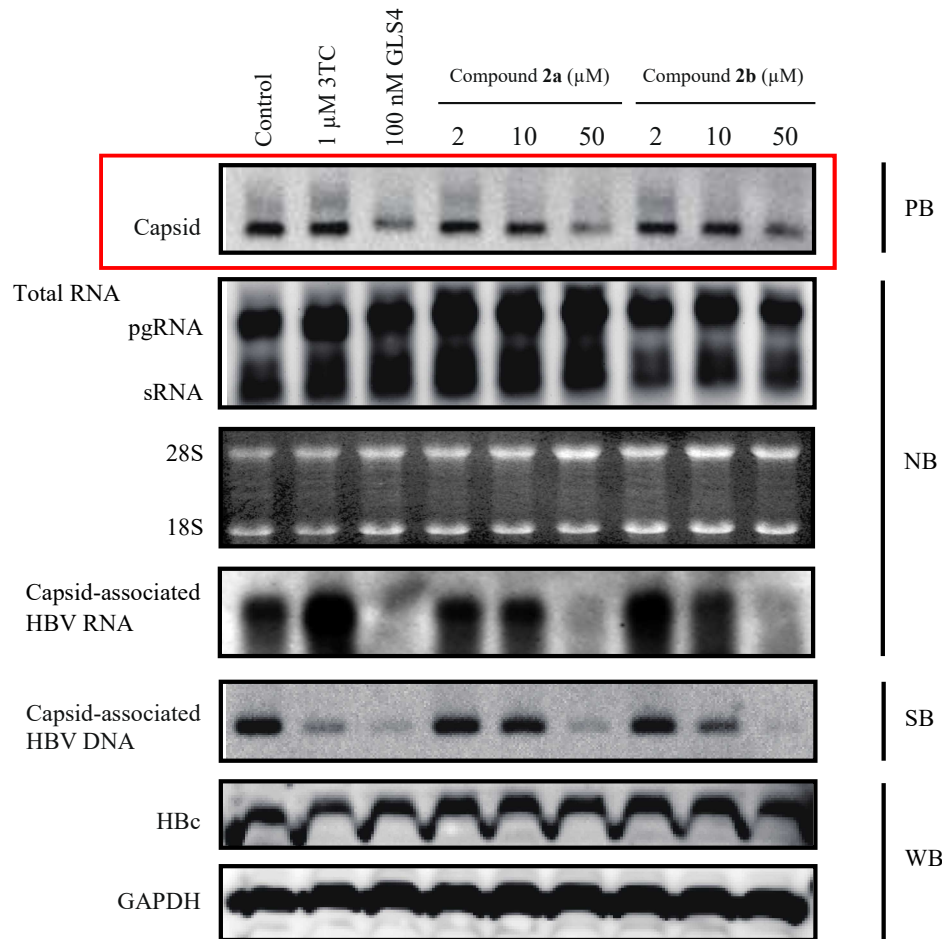 Control
1 µM 3TC
100 nM GLS4
Compound 2a (µM)
Compound 2b (µM)
2 10 50 2 10 50
Capsid
PB
Total RNA
pgRNA
sRNA
28S
18S
NB
Capsid-associated
HBV RNA
Capsid-associated
HBV DNA
SB
HBc
GAPDH
WB